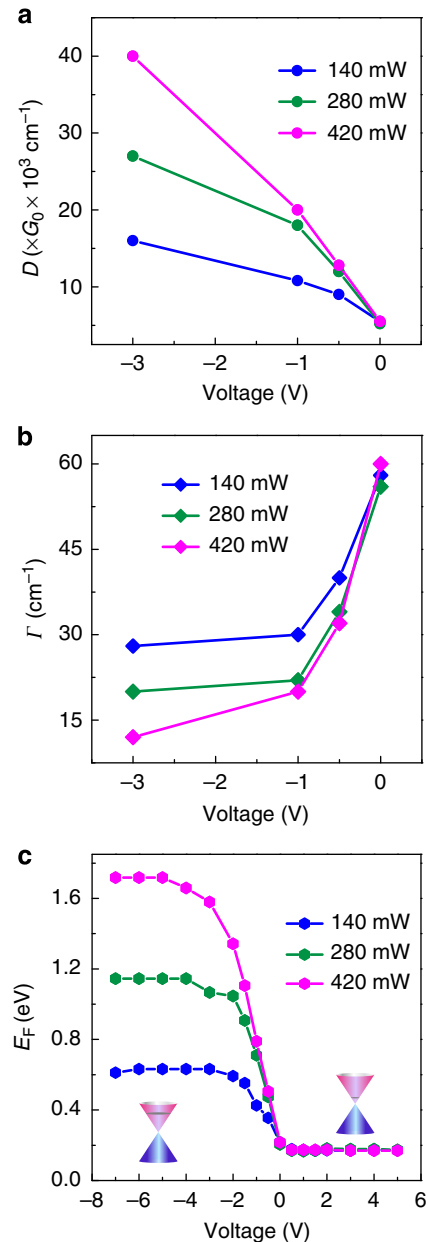 a
40
30
20
10
D (×G₀ × 10³ cm⁻¹)
140 mW
280 mW
420 mW
−3 −2 −1 0
Voltage (V)
b
60
45
30
15
Γ (cm⁻¹)
140 mW
280 mW
420 mW
−3 −2 −1 0
Voltage (V)
c
1.6
1.2
0.8
0.4
0.0
E_F (eV)
140 mW
280 mW
420 mW
−8 −6 −4 −2 0 2 4 6
Voltage (V)